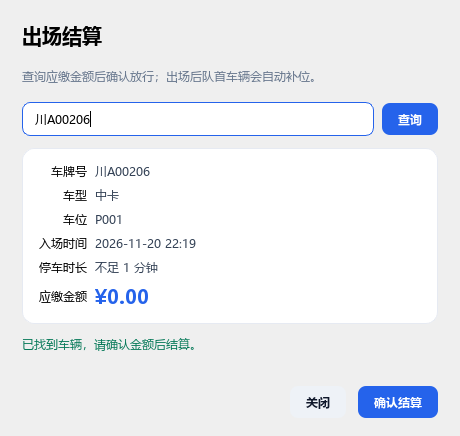 出场结算
查询应缴金额后确认放行；出场后队首车辆会自动补位。
川A00206 查询
车牌号 川A00206
车型 中卡
车位 P001
入场时间 2026-11-20 22:19
停车时长 不足 1 分钟
应缴金额 ¥0.00
已找到车辆，请确认金额后结算。
关闭 确认结算